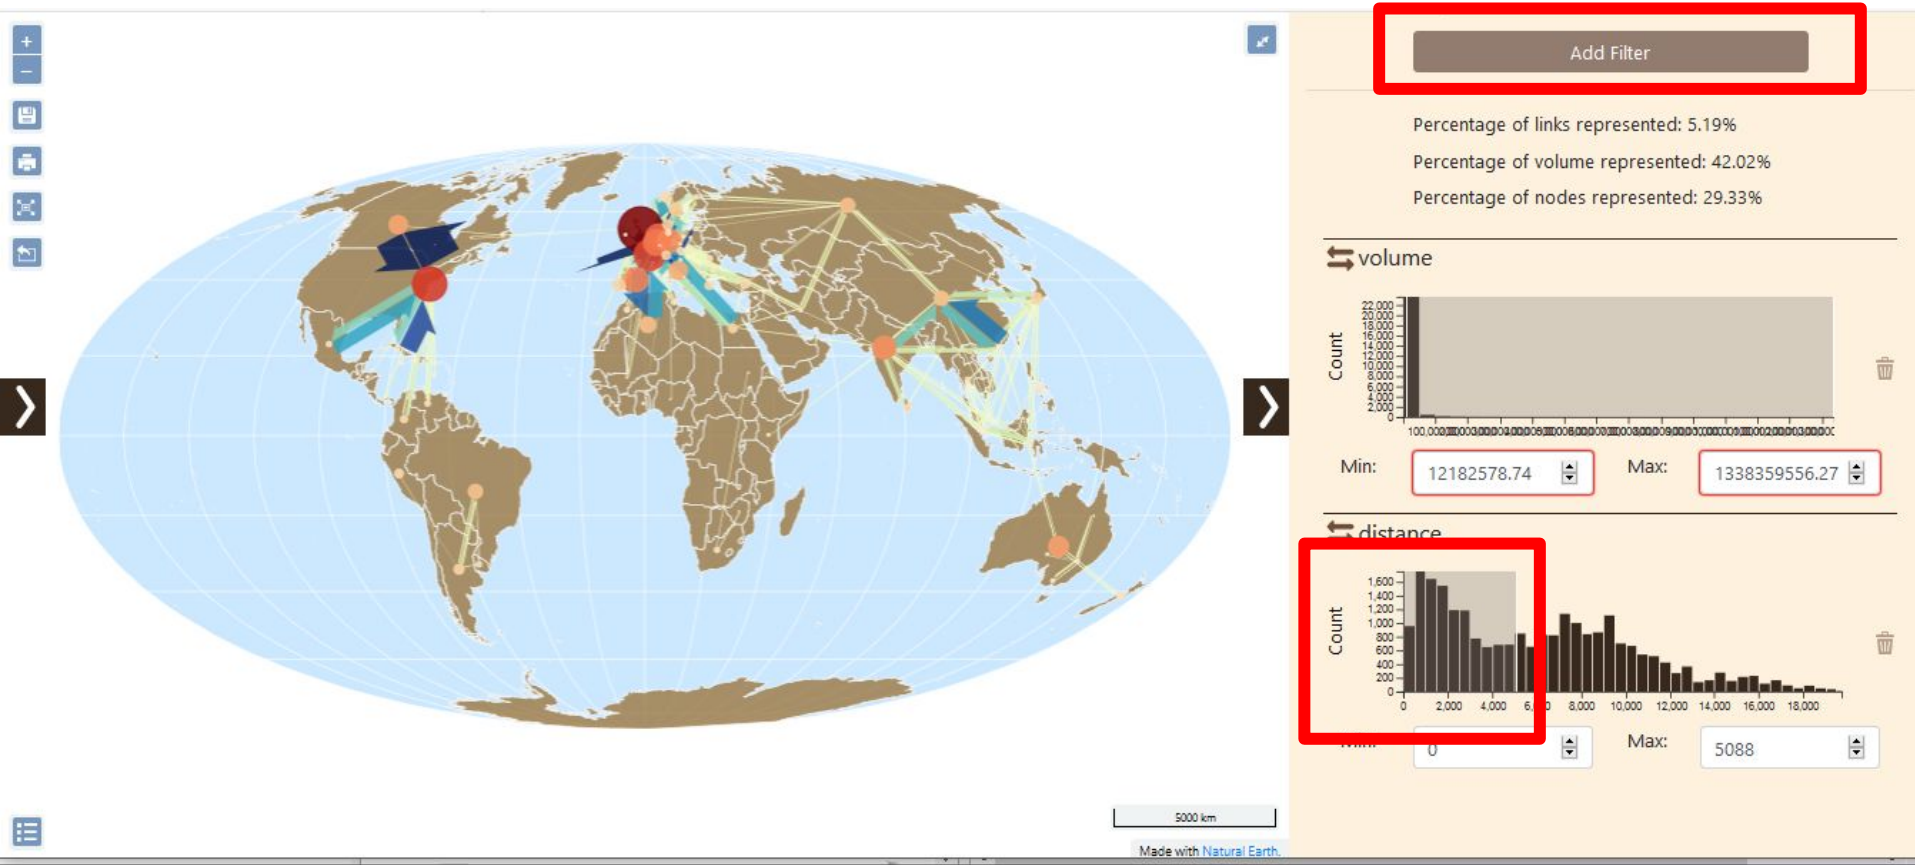 Add Filter
Percentage of links represented: 5.19%
Percentage of volume represented: 42.02%
Percentage of nodes represented: 29.33%
volume
Count
22,000
20,000
18,000
16,000
14,000
12,000
10,000
8,000
6,000
4,000
2,000
0
Min: 12182578.74 Max: 1338359556.27
distance
Count
1,600
1,400
1,200
1,000
800
600
400
200
0
0 2,000 4,000 8,000 10,000 12,000 14,000 16,000 18,000
0 Max: 5088
5000 km
Made with Natural Earth.